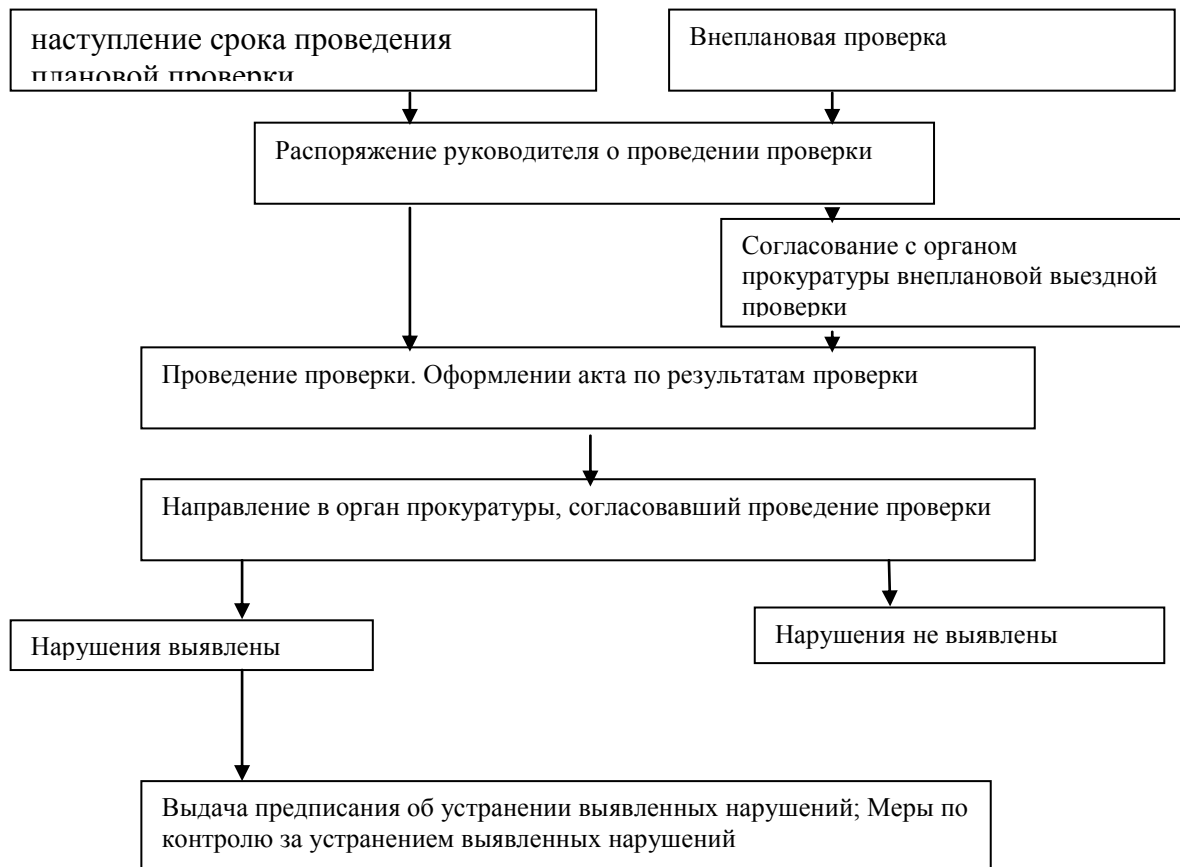 наступление срока проведения
плановой проверки
Внеплановая проверка
Распоряжение руководителя о проведении проверки
Согласование с органом
прокуратуры внеплановой выездной
проверки
Проведение проверки. Оформлении акта по результатам проверки
Направление в орган прокуратуры, согласовавший проведение проверки
Нарушения выявлены
Нарушения не выявлены
Выдача предписания об устранении выявленных нарушений; Меры по
контролю за устранением выявленных нарушений